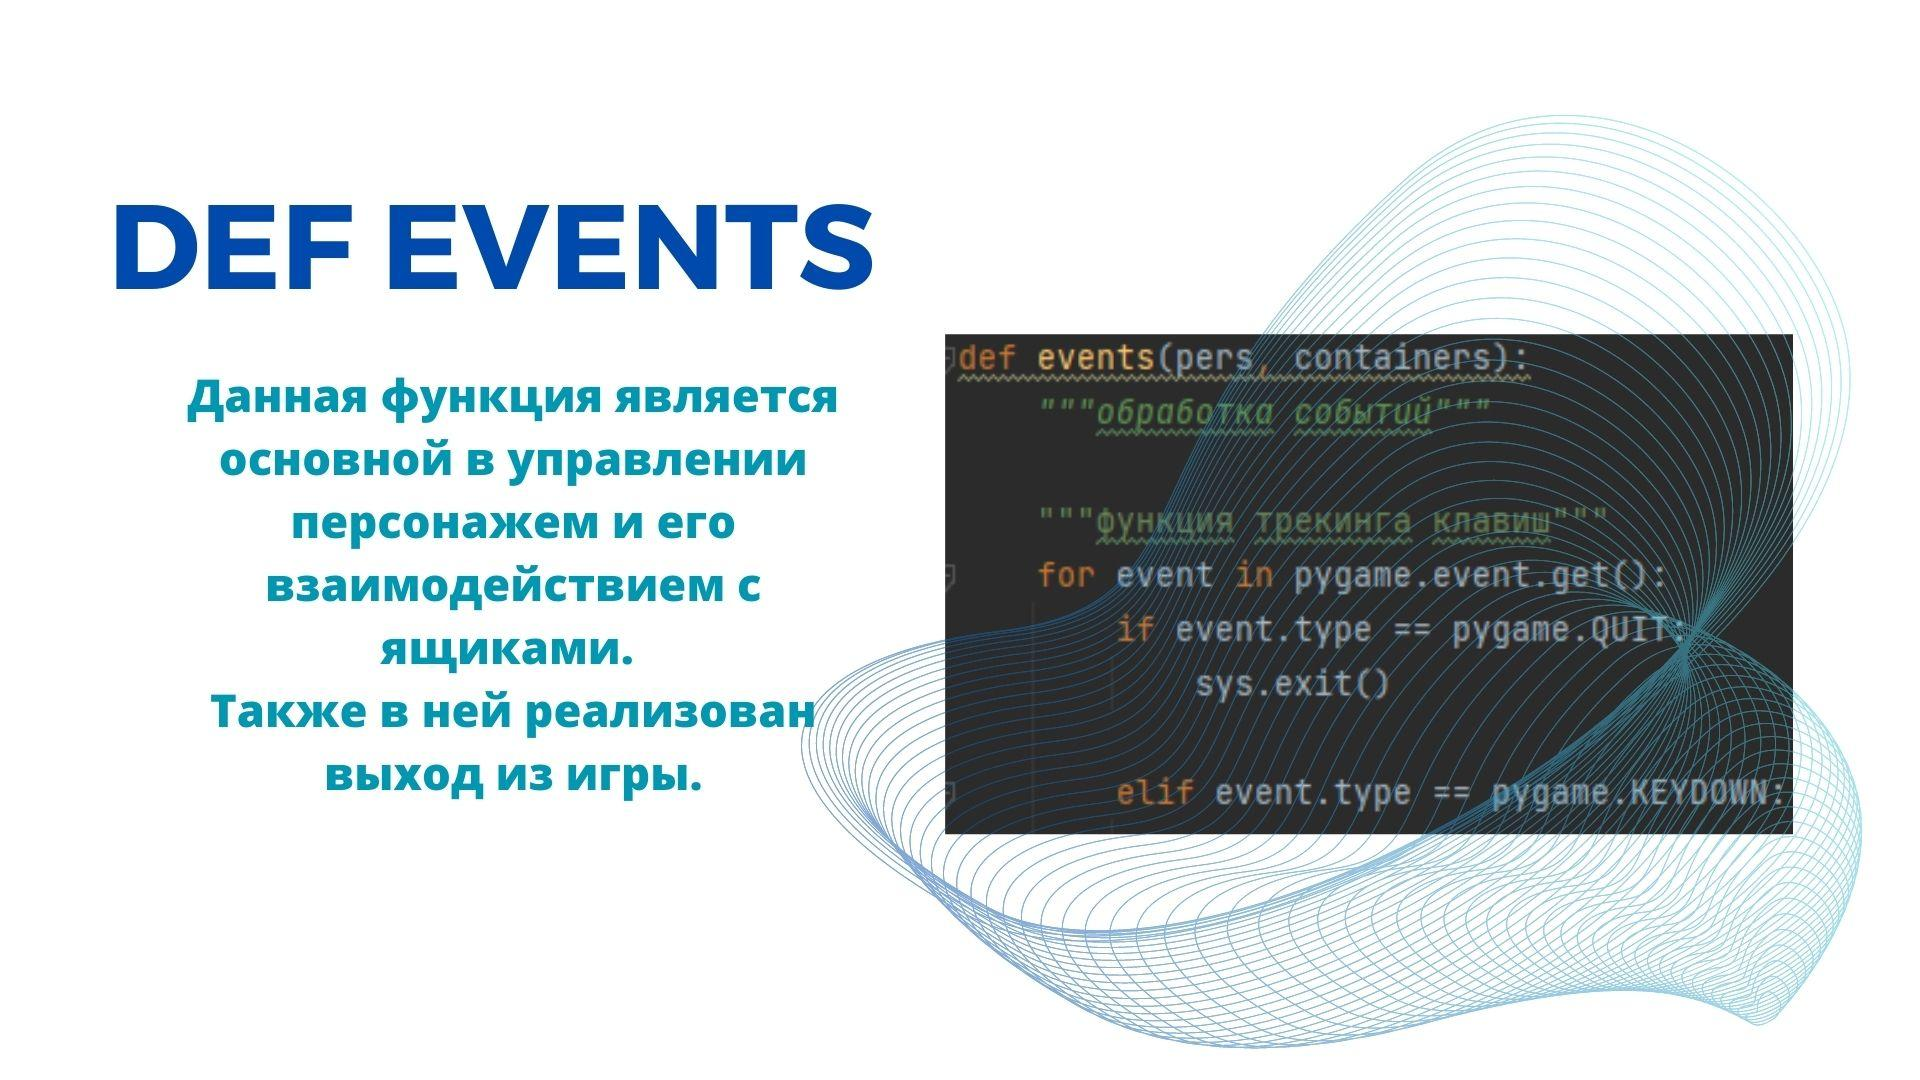 DEF EVENTS
Данная функция является
основной в управлении
персонажем и его
взаимодействием с
ящиками.
Также в ней реализован
выход из игры.
def events(pers, containers):
"""обработка событий"""
"""функция трекинга клавиш"""
for event in pygame.event.get():
if event.type == pygame.QUIT:
sys.exit()
elif event.type == pygame.KEYDOWN: